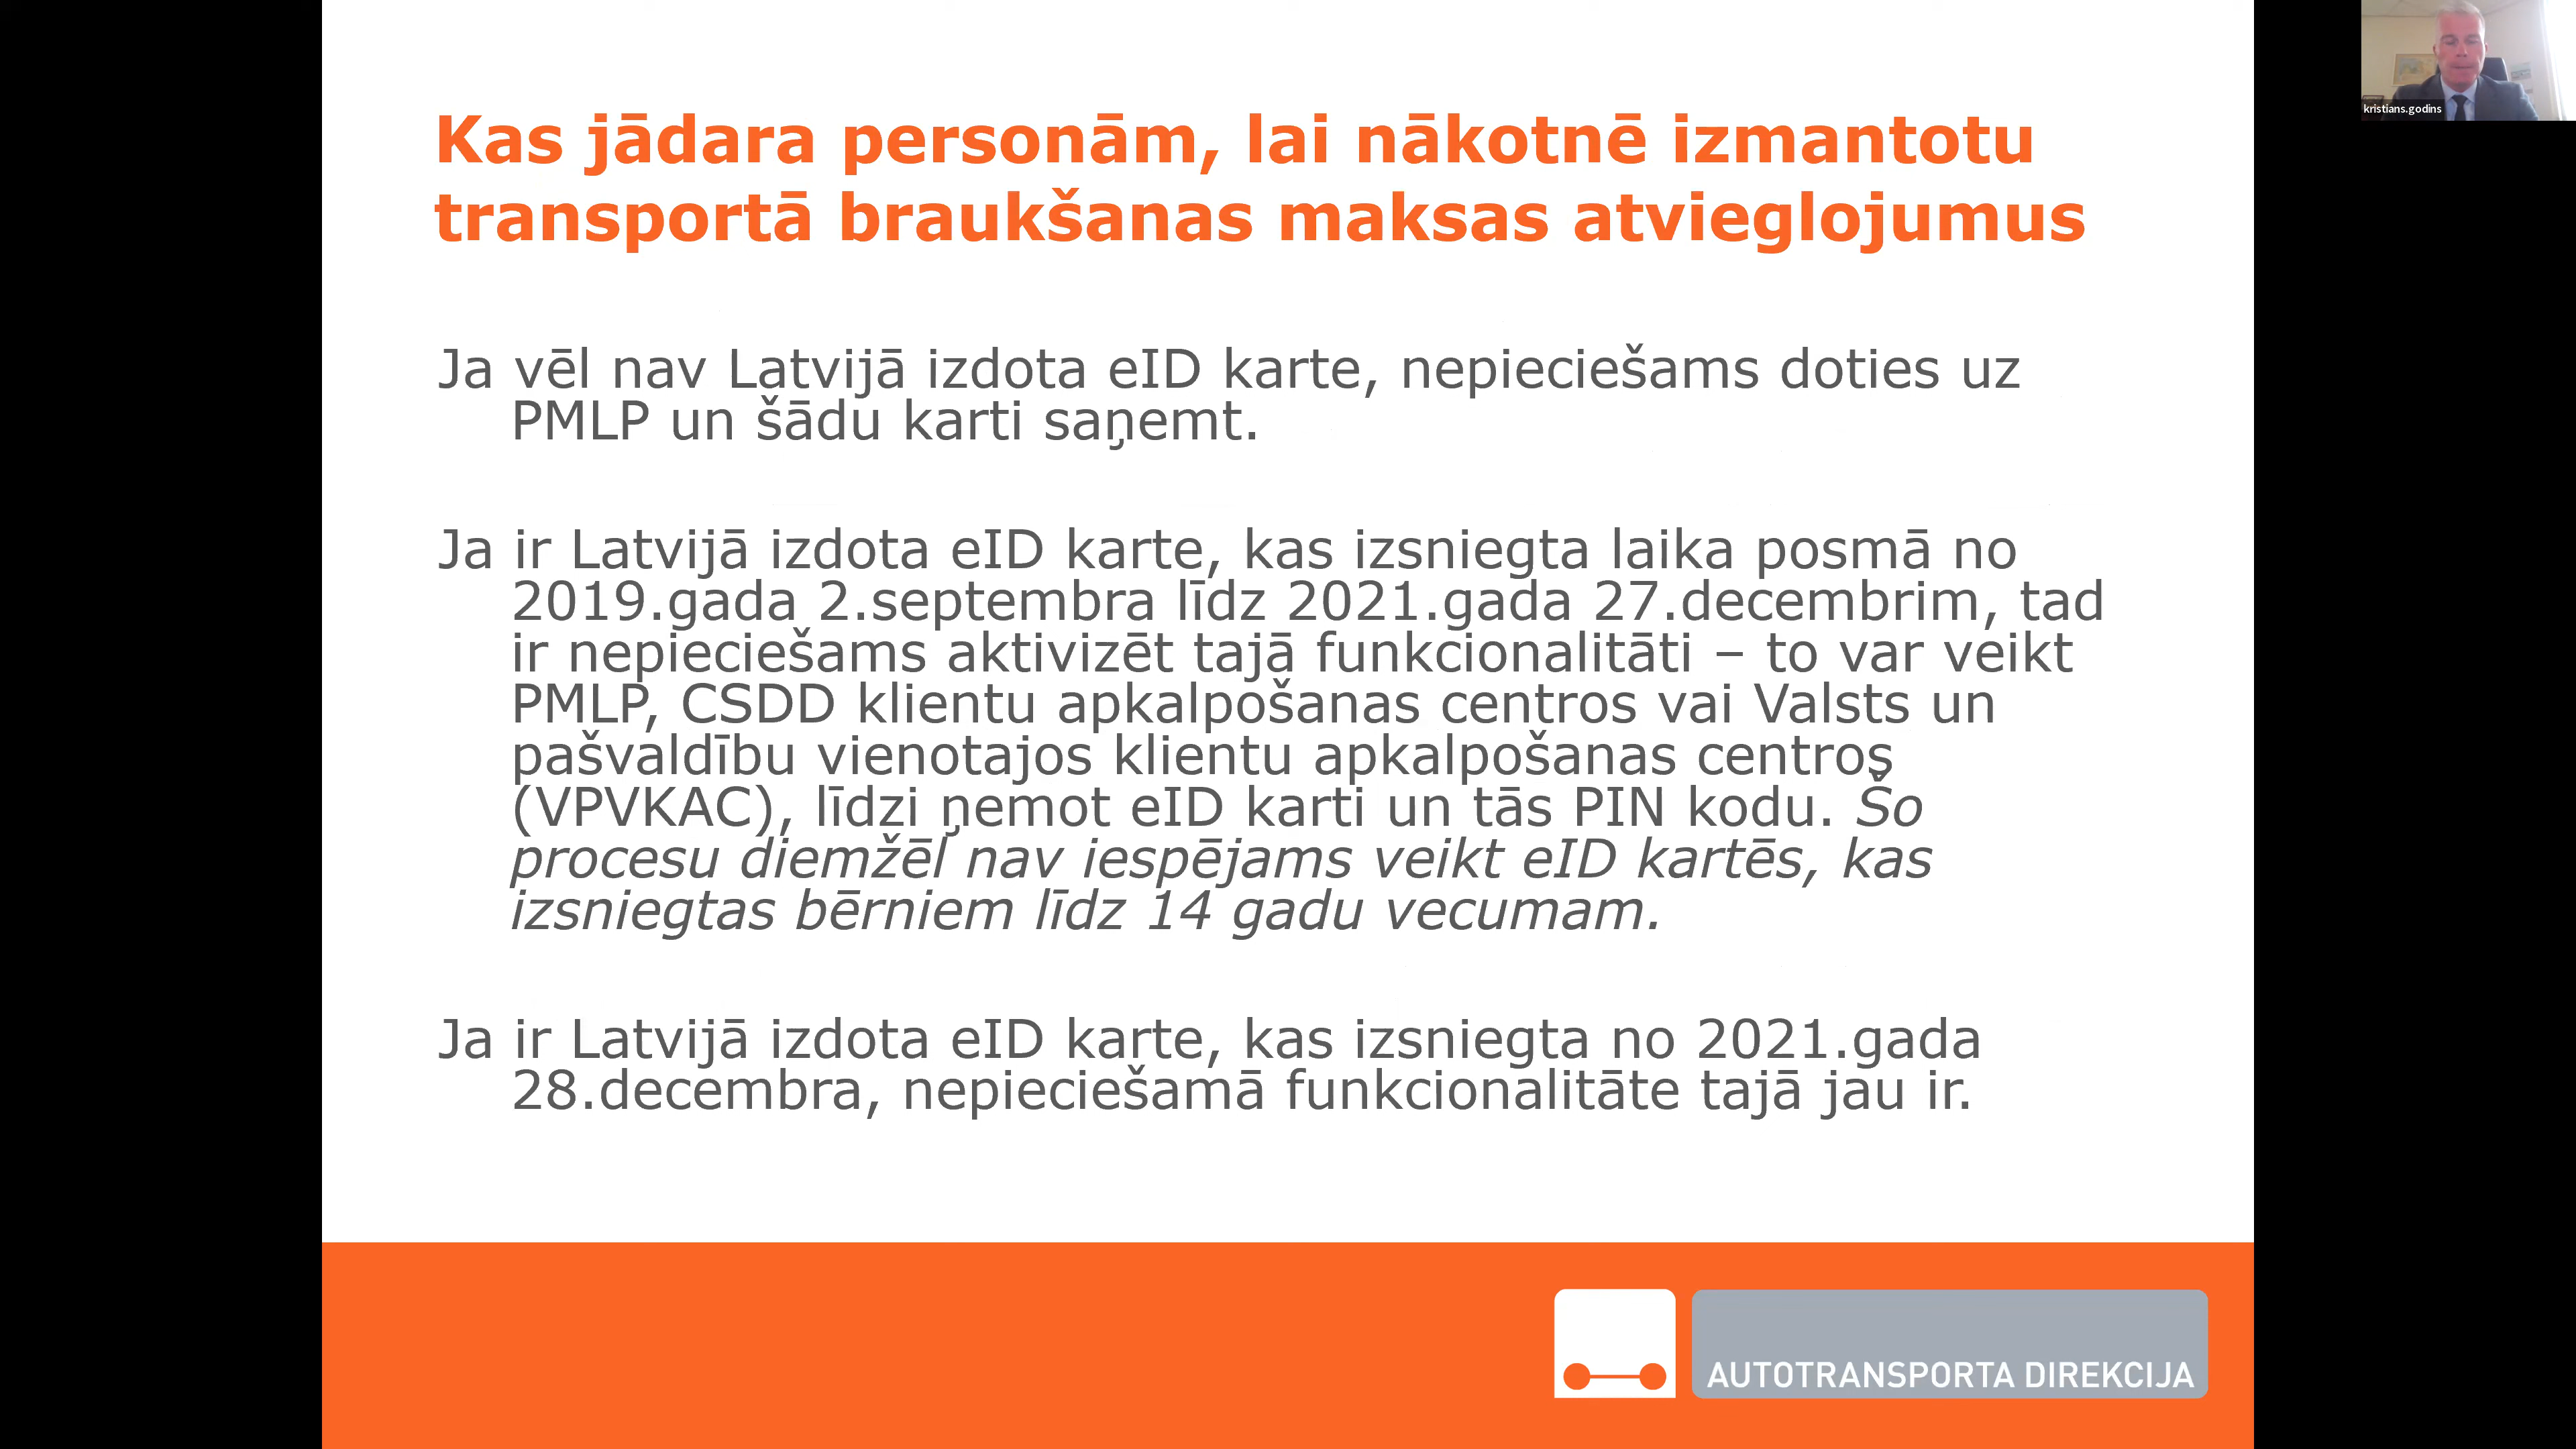 Kas jādara personām, lai nākotnē izmantotu
transportā braukšanas maksas atvieglojumus
kristians.godins
Ja vēl nav Latvijā izdota eID karte, nepieciešams doties uz
PMLP un šādu karti saņemt.
Ja ir Latvijā izdota eID karte, kas izsniegta laika posmā no
2019.gada 2.septembra līdz 2021.gada 27.decembrim, tad
ir nepieciešams aktivizēt tajā funkcionalitāti – to var veikt
PMLP, CSDD klientu apkalpošanas centros vai Valsts un
pašvaldību vienotajos klientu apkalpošanas centros
(VPVKAC), līdzi ņemot eID karti un tās PIN kodu. Šo
procesu diemžēl nav iespējams veikt eID kartēs, kas
izsniegtas bērniem līdz 14 gadu vecumam.
Ja ir Latvijā izdota eID karte, kas izsniegta no 2021.gada
28.decembra, nepieciešamā funkcionalitāte tajā jau ir.
AUTOTRANSPORTA DIREKCIJA